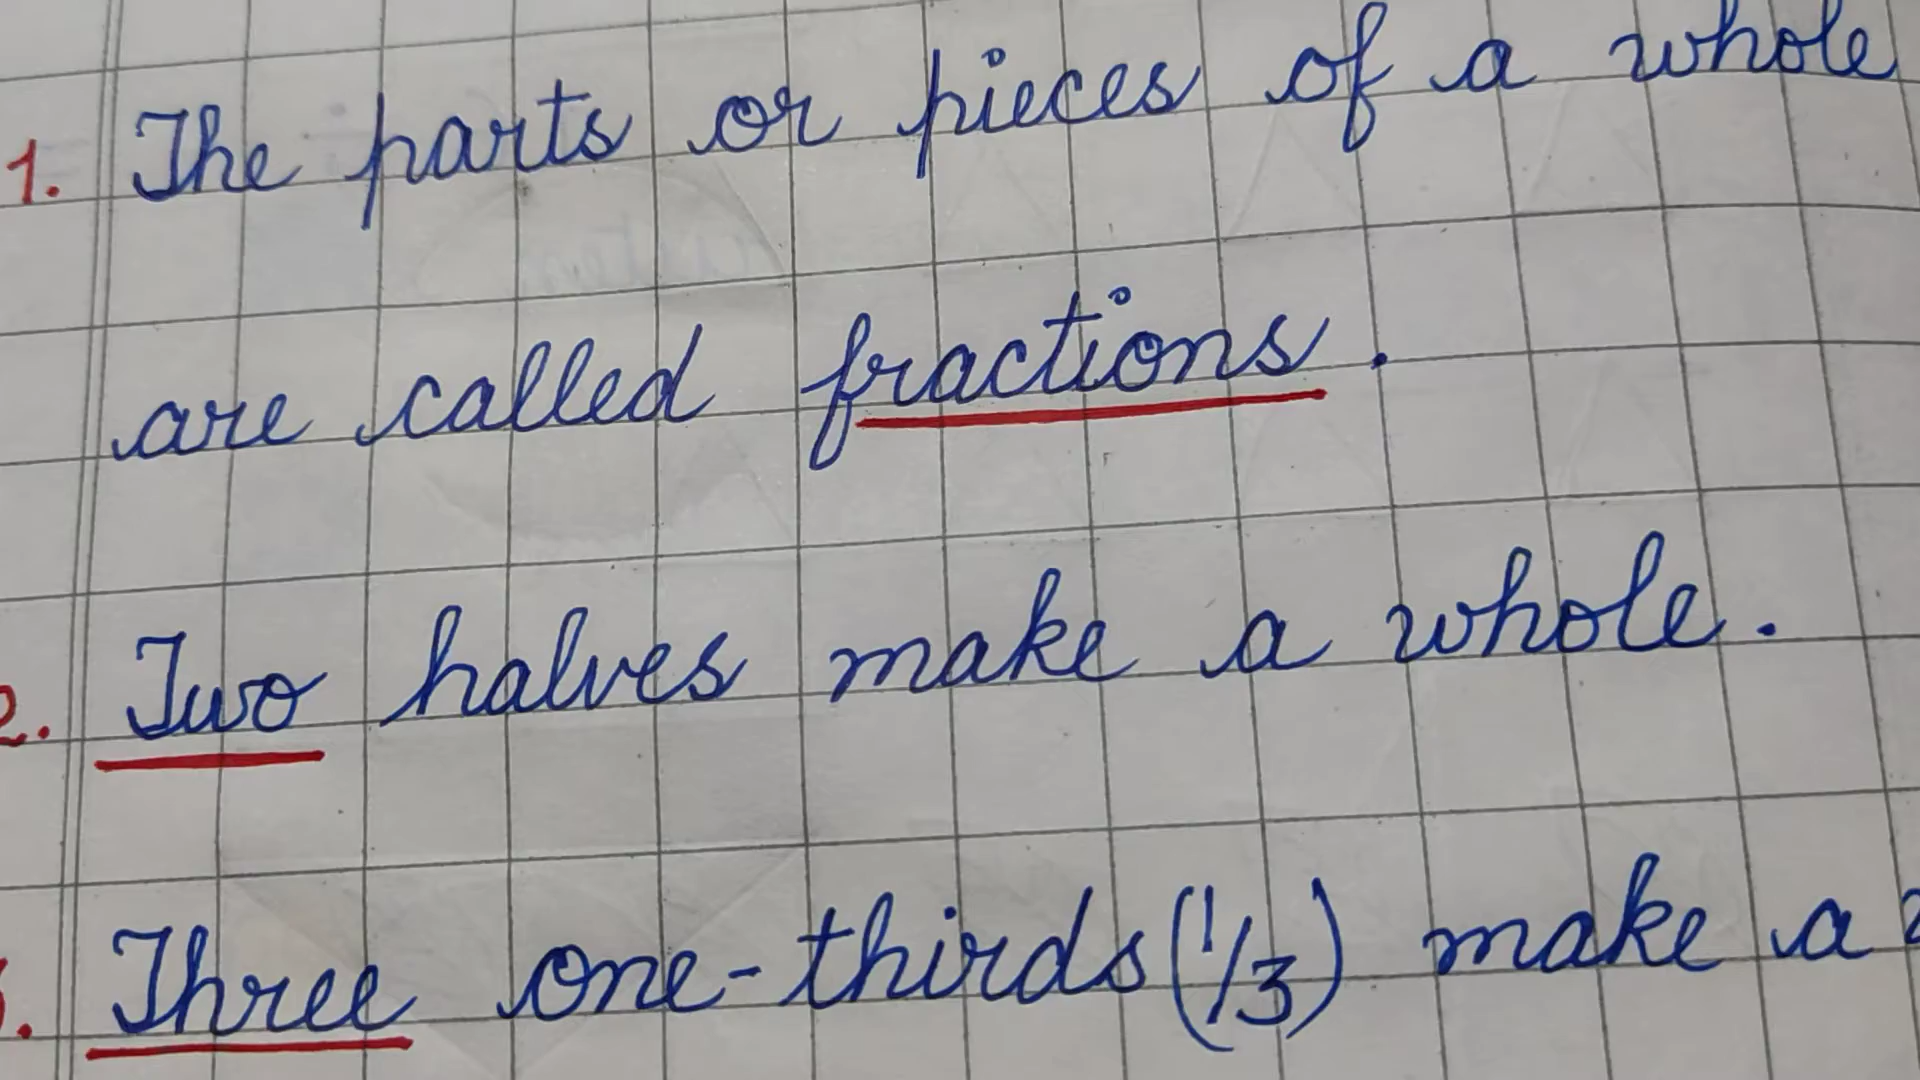 1. The parts or pieces of a whole
are called fractions.
2. Two halves make a whole.
Three one-thirds (1/3) make a